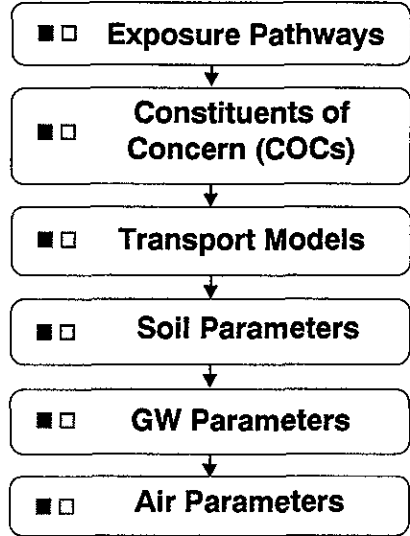 Exposure Pathways
Constituents of
Concern (COCs)
Transport Models
Soil Parameters
GW Parameters
Air Parameters